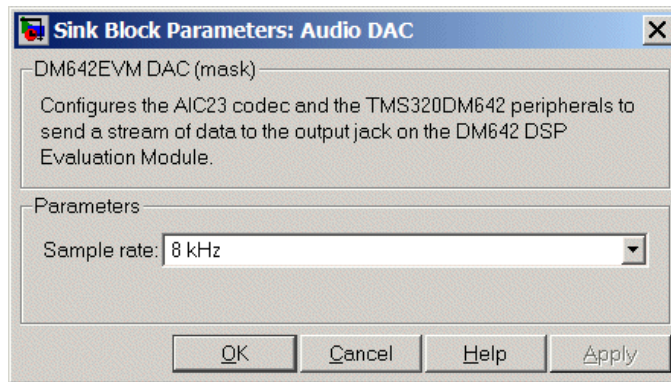 Sink Block Parameters: Audio DAC
DM642EVM DAC (mask)
Configures the AIC23 codec and the TMS320DM642 peripherals to
send a stream of data to the output jack on the DM642 DSP
Evaluation Module.
Parameters
Sample rate: 8 kHz
OK Cancel Help Apply